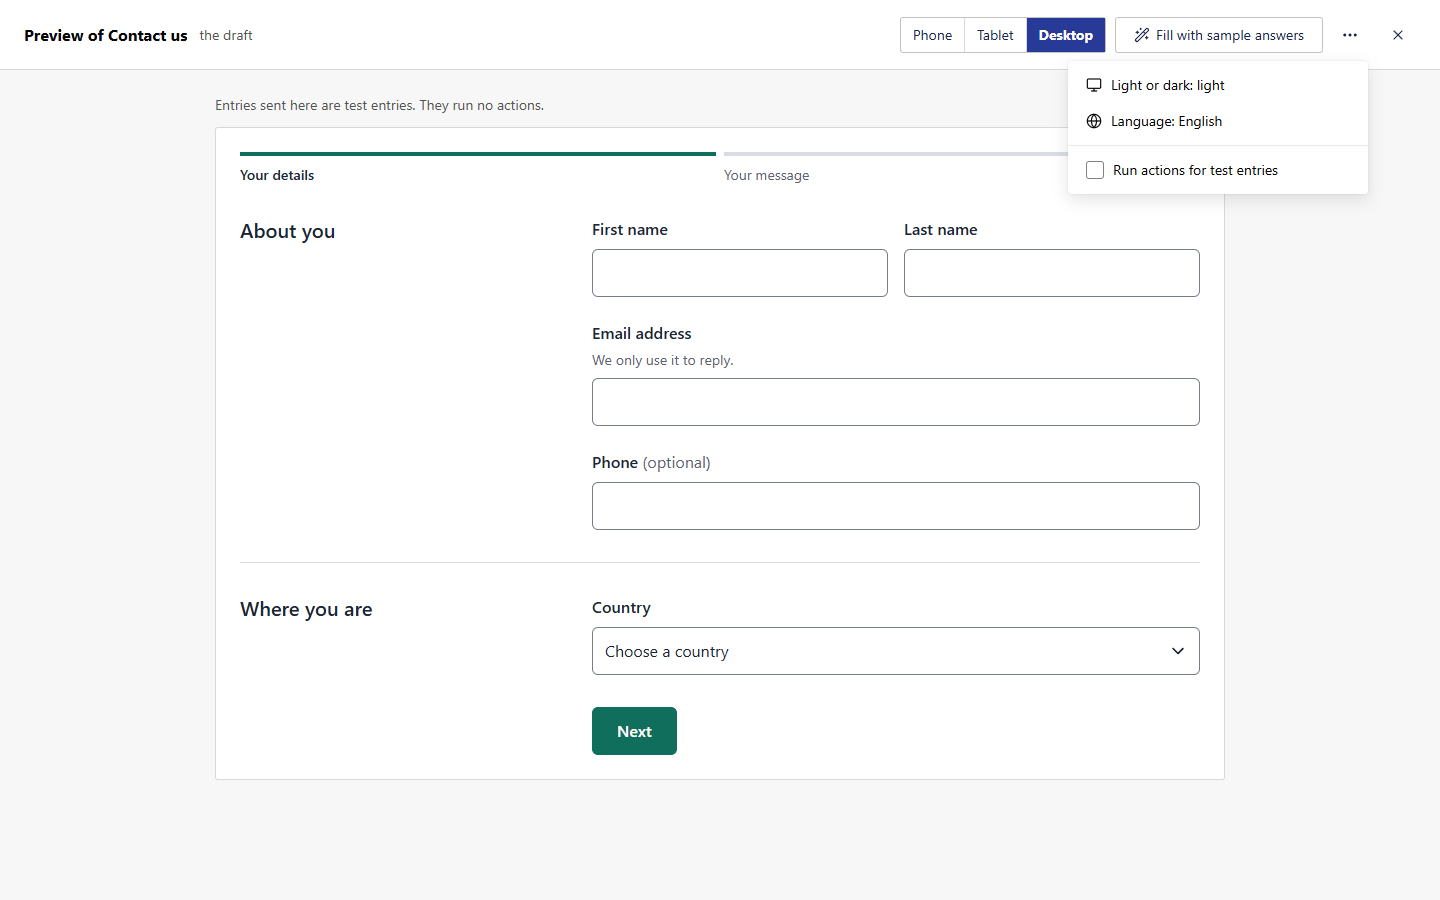 Preview of Contact us the draft
Phone Tablet Desktop Fill with sample answers
Light or dark: light
Language: English
Run actions for test entries
Entries sent here are test entries. They run no actions.
Your details Your message
About you
First name Last name
Email address
We only use it to reply.
Phone (optional)
Where you are
Country
Choose a country
Next